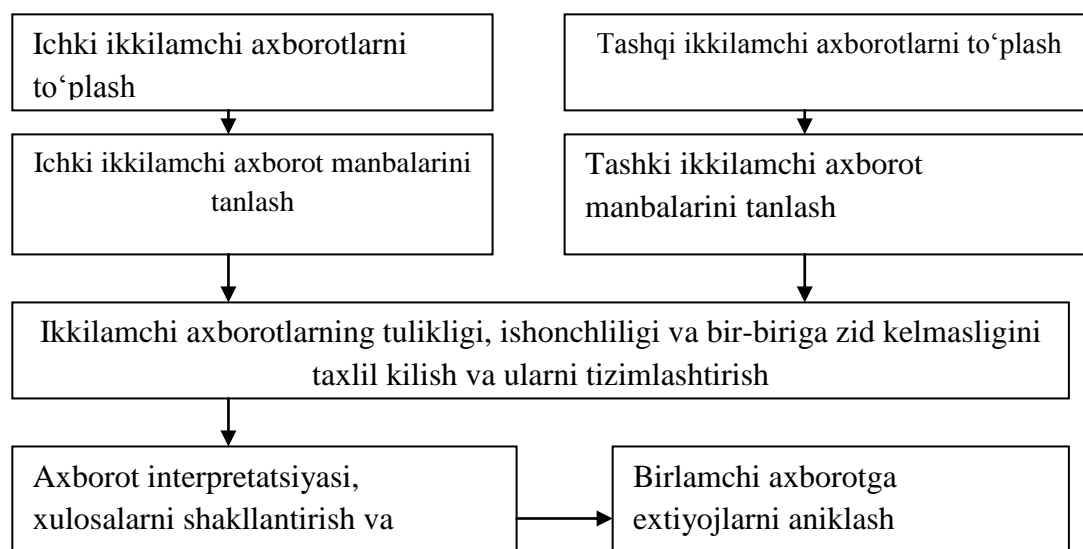 Ichki ikkilamchi axborotlarni
to‘plash
Tashqi ikkilamchi axborotlarni to‘plash
Ichki ikkilamchi axborot manbalarini
tanlash
Tashki ikkilamchi axborot
manbalarini tanlash
Ikkilamchi axborotlarning tulikligi, ishonchliligi va bir-biriga zid kelmasligini
taxlil kilish va ularni tizimlashtirish
Axborot interpretatsiyasi,
xulosalarni shakllantirish va
Birlamchi axborotga
extiyojlarni aniklash